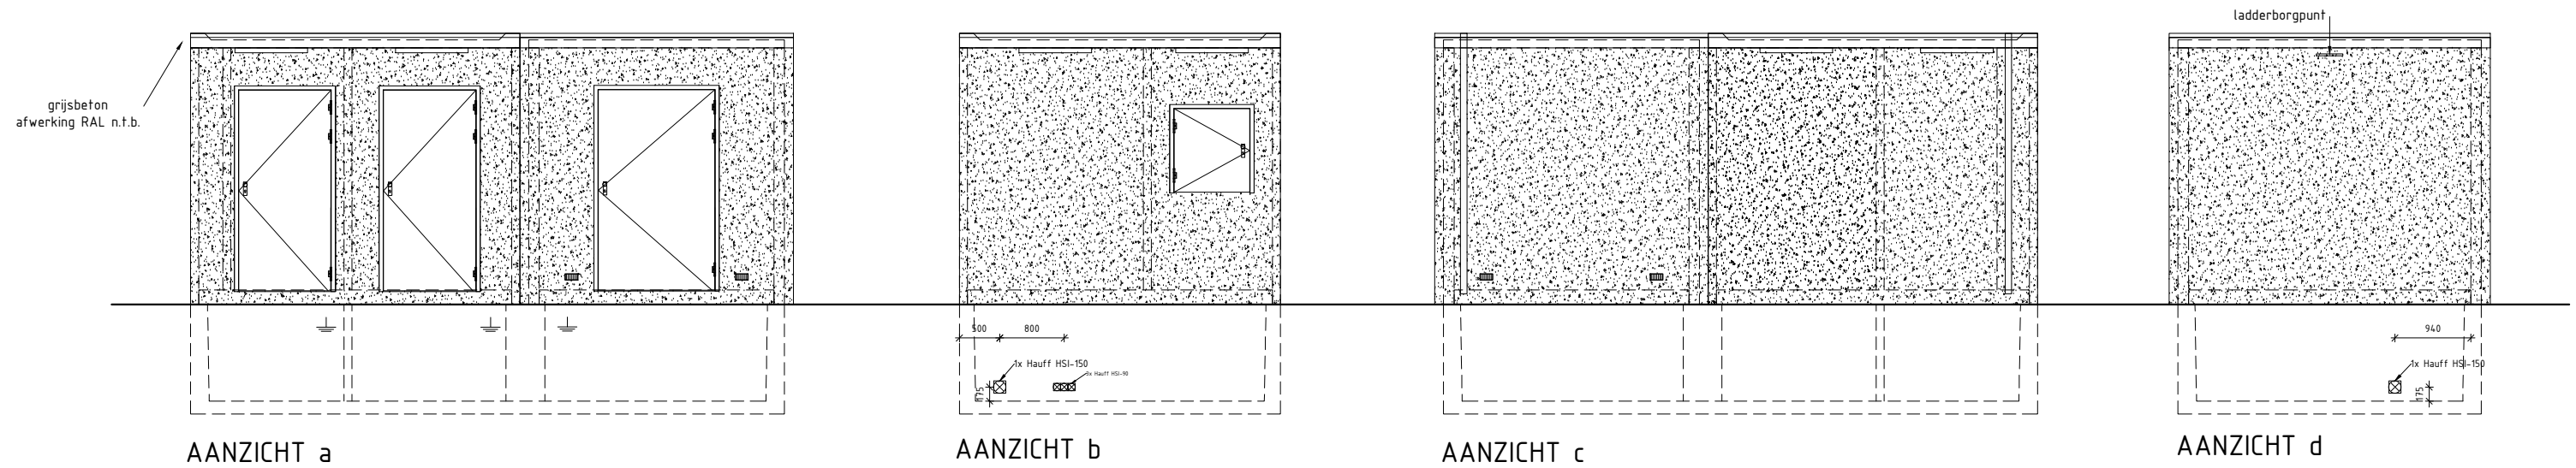 ladderborgpunt
grijsbeton
afwerking RAL n.t.b.
500
800
1x Hauff HSI-150
3x Hauff HSI-90
175
940
1x Hauff HSI-150
175
AANZICHT a
AANZICHT b
AANZICHT c
AANZICHT d